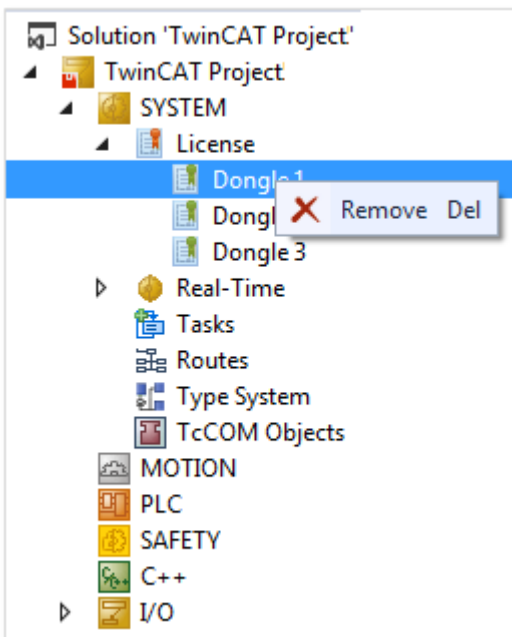 Solution 'TwinCAT Project'
TwinCAT Project
SYSTEM
License
Dongle 1
Remove Del
Dongle 3
Real-Time
Tasks
Routes
Type System
TcCOM Objects
MOTION
PLC
SAFETY
C++
I/O